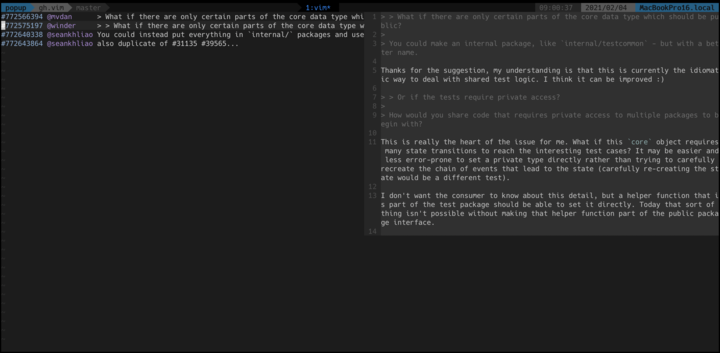 popup gh.vim master 1:vim* 09:00:37 2021/02/04 MacBookPro16.local
#772566394 @mvdan > What if there are only certain parts of the core data type whi
#772575197 @winder > > What if there are only certain parts of the core data type w
#772640338 @seankhliao You could instead put everything in `internal/` packages and use
#772643864 @seankhliao also duplicate of #31135 #39565...
1 > > What if there are only certain parts of the core data type which should be pu
blic?
2 >
3 > You could make an internal package, like `internal/testcommon` - but with a bet
ter name.
4
5 Thanks for the suggestion, my understanding is that this is currently the idiomat
ic way to deal with shared test logic. I think it can be improved :)
6
7 > > Or if the tests require private access?
8 >
9 > How would you share code that requires private access to multiple packages to b
egin with?
10
11 This is really the heart of the issue for me. What if this `core` object requires
many state transitions to reach the interesting test cases? It may be easier and
less error-prone to set a private type directly rather than trying to carefully
recreate the chain of events that lead to the state (carefully re-creating the st
ate would be a different test).
12
13 I don't want the consumer to know about this detail, but a helper function that i
s part of the test package should be able to set it directly. Today that sort of
thing isn't possible without making that helper function part of the public packa
ge interface.
14